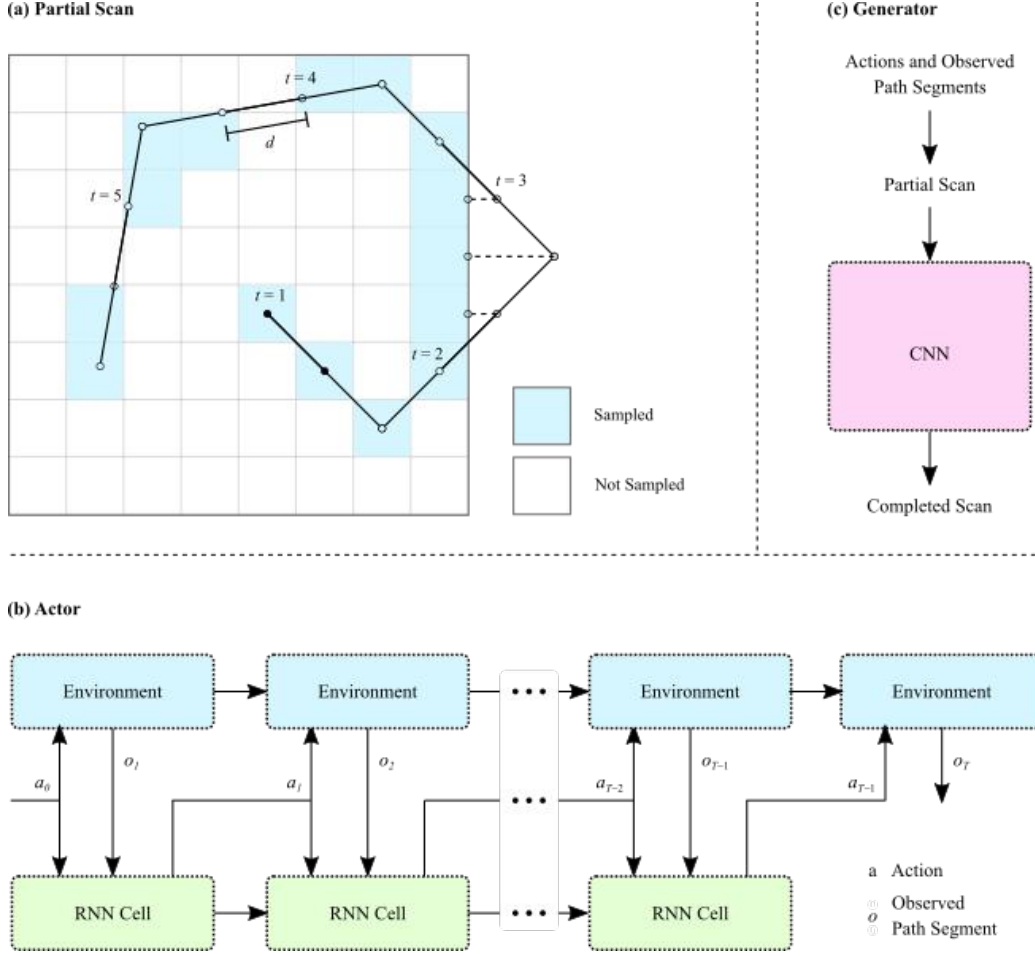 (a) Partial Scan
t = 4
d
t = 5
t = 3
t = 1
t = 2
Sampled
Not Sampled
(c) Generator
Actions and Observed
Path Segments
Partial Scan
CNN
Completed Scan
(b) Actor
Environment
Environment
•••
Environment
Environment
a0
o1
a1
o2
•••
aT−2
oT−1
aT−1
oT
RNN Cell
RNN Cell
•••
RNN Cell
a Action
o Observed
Path Segment